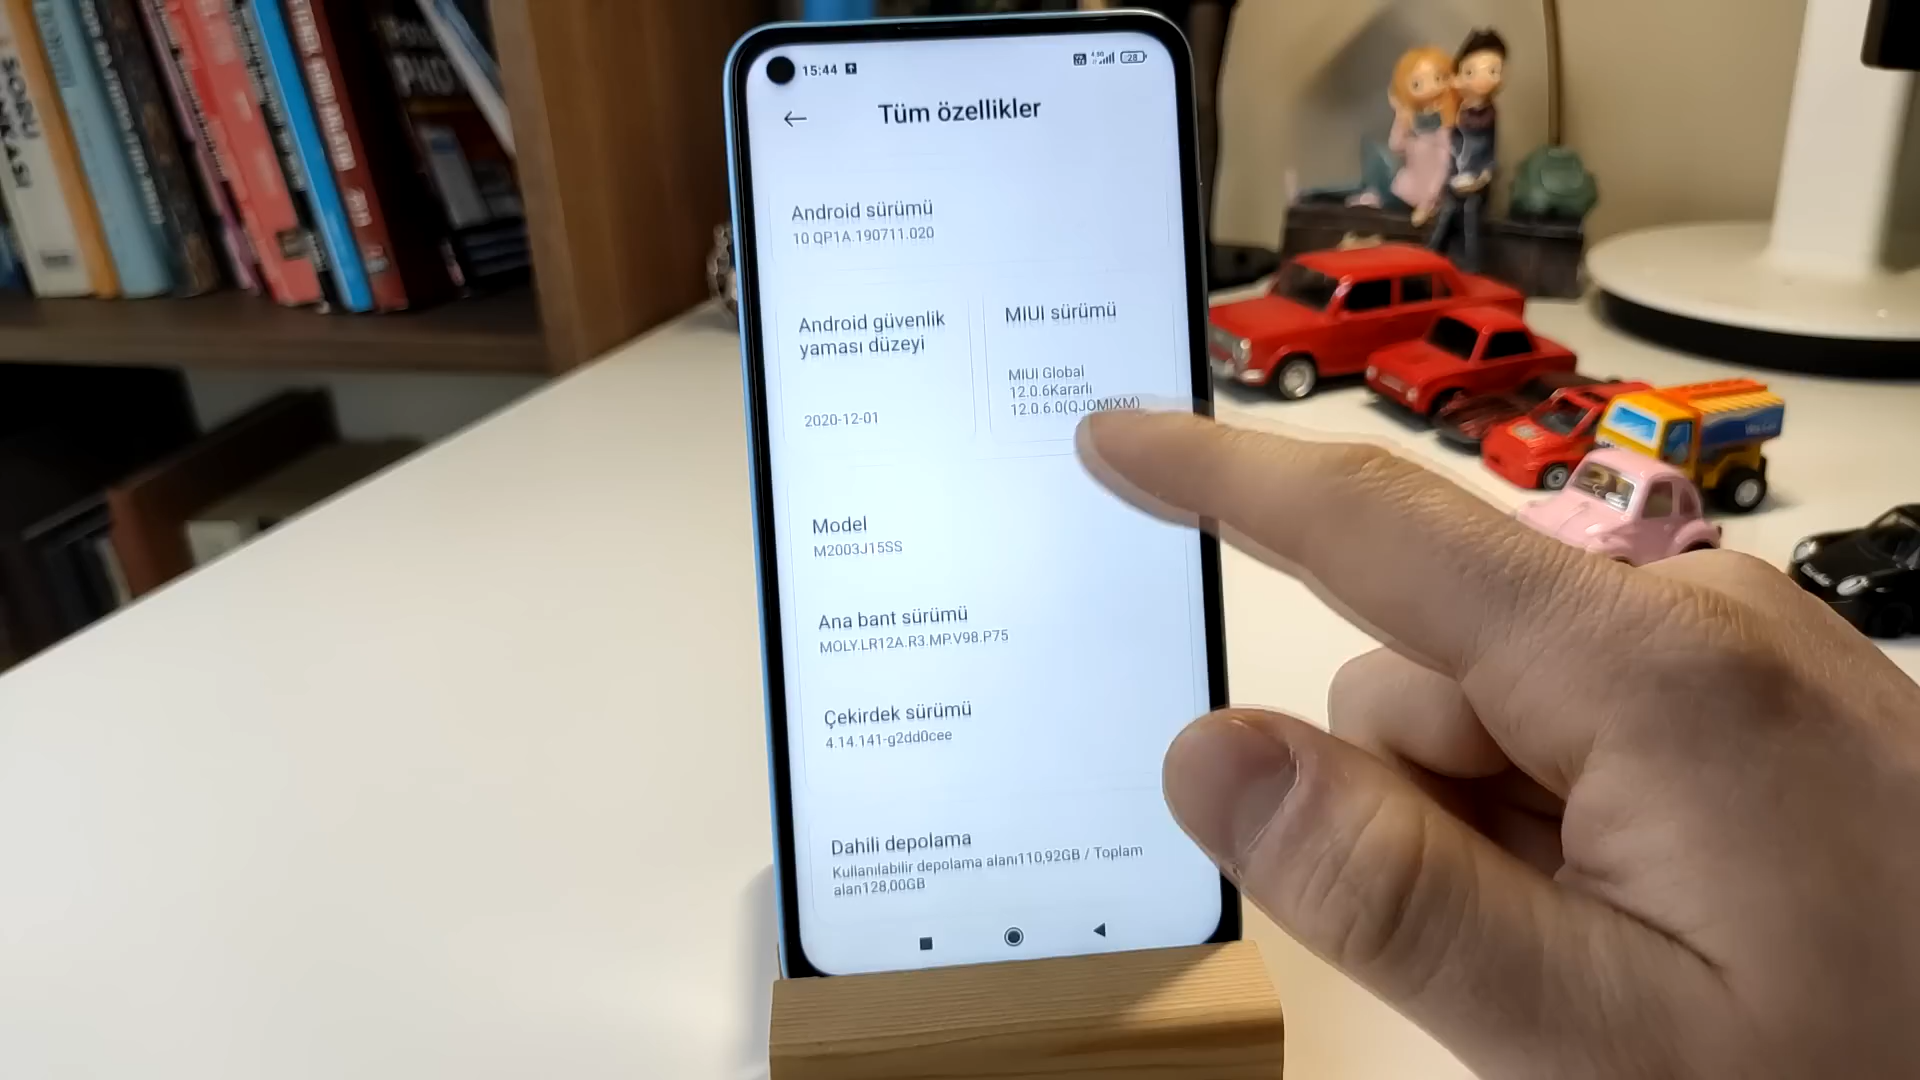 15:44
28
Tüm özellikler
Android sürümü
10 QP1A.190711.020
Android güvenlik
yaması düzeyi
2020-12-01
MIUI sürümü
MIUI Global
12.0.6Kararlı
12.0.6.0(QJOMIXM)
Model
M2003J15SS
Ana bant sürümü
MOLY.LR12A.R3.MP.V98.P75
Çekirdek sürümü
4.14.141-g2dd0cee
Dahili depolama
Kullanılabilir depolama alanı110,92GB / Toplam
alan128,00GB